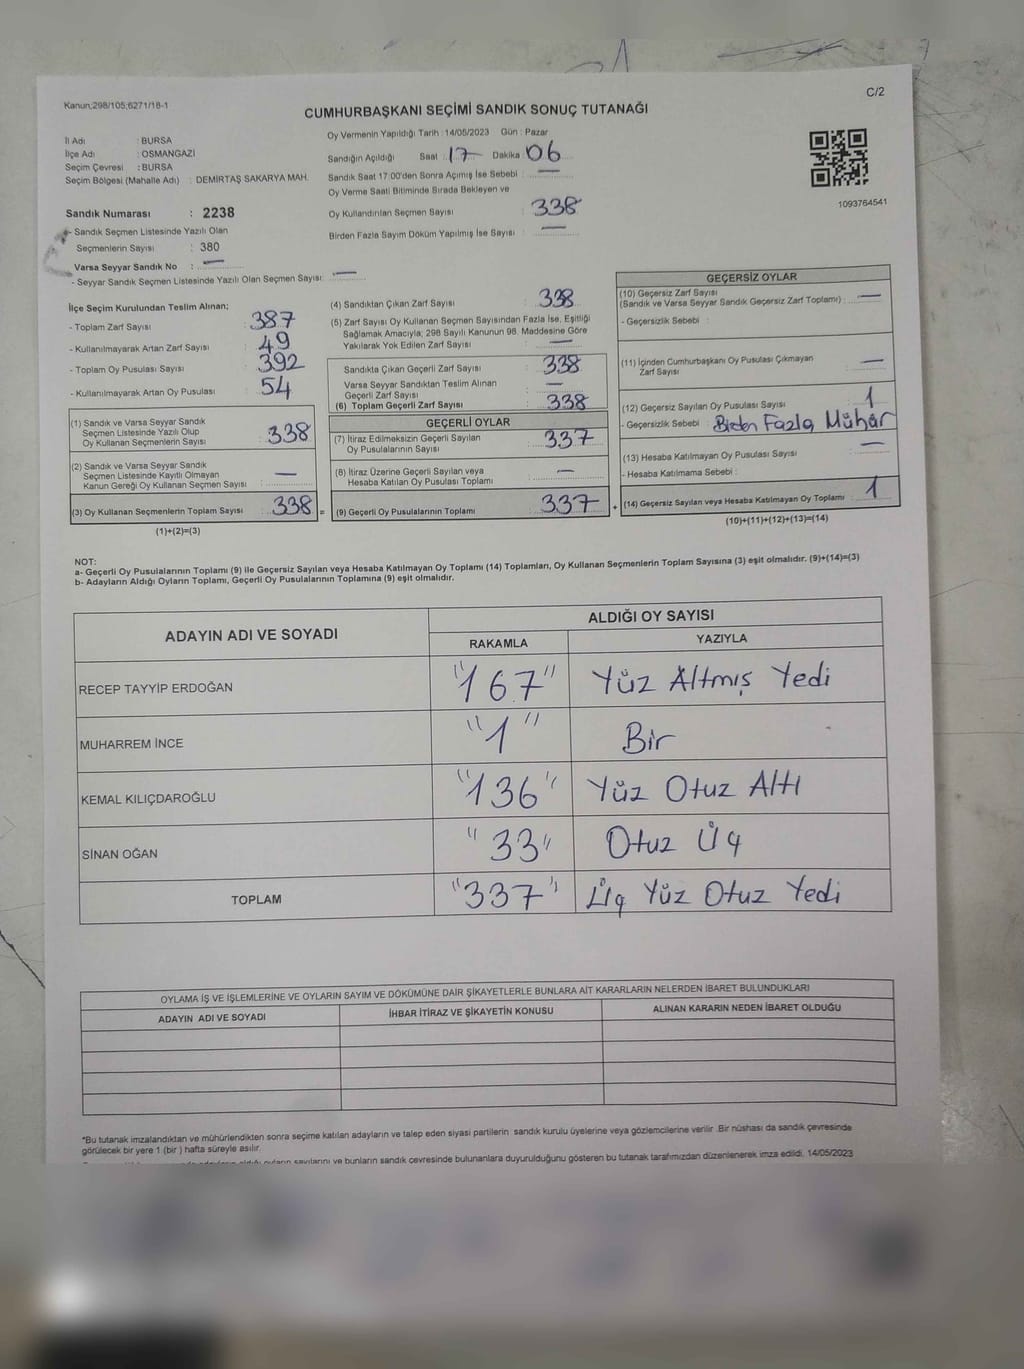 Kanun;298/105;6271/18-1
C/2
CUMHURBAŞKANI SEÇİMİ SANDIK SONUÇ TUTANAĞI
İl Adı : BURSA
İlçe Adı : OSMANGAZİ
Seçim Çevresi : BURSA
Seçim Bölgesi (Mahalle Adı) : DEMİRTAŞ SAKARYA MAH.
Oy Vermenin Yapıldığı Tarih : 14/05/2023 Gün : Pazar
Sandığın Açıldığı Saat : 17 Dakika : 06
Sandık Saat 17:00'den Sonra Açımış İse Sebebi : —
Oy Verme Saati Bitiminde Sırada Bekleyen ve
Oy Kullandırılan Seçmen Sayısı : 338
Birden Fazla Sayım Döküm Yapılmış İse Sayısı : —
1093764541
Sandık Numarası : 2238
- Sandık Seçmen Listesinde Yazılı Olan
Seçmenlerin Sayısı : 380
Varsa Seyyar Sandık No : —
- Seyyar Sandık Seçmen Listesinde Yazılı Olan Seçmen Sayısı: —
İlçe Seçim Kurulundan Teslim Alınan;
- Toplam Zarf Sayısı : 387
- Kullanılmayarak Artan Zarf Sayısı : 49
- Toplam Oy Pusulası Sayısı : 392
- Kullanılmayarak Artan Oy Pusulası : 54
(1) Sandık ve Varsa Seyyar Sandık
Seçmen Listesinde Yazılı Olup
Oy Kullanan Seçmenlerin Sayısı : 338
(2) Sandık ve Varsa Seyyar Sandık
Seçmen Listesinde Kayıtlı Olmayan
Kanun Gereği Oy Kullanan Seçmen Sayısı : —
(3) Oy Kullanan Seçmenlerin Toplam Sayısı : 338 =
(1)+(2)=(3)
(4) Sandıktan Çıkan Zarf Sayısı : 338
(5) Zarf Sayısı Oy Kullanan Seçmen Sayısından Fazla İse, Eşitliği
Sağlamak Amacıyla; 298 Sayılı Kanunun 98. Maddesine Göre
Yakılarak Yok Edilen Zarf Sayısı : —
Sandıkta Çıkan Geçerli Zarf Sayısı : 338
Varsa Seyyar Sandıktan Teslim Alınan
Geçerli Zarf Sayısı : —
(6) Toplam Geçerli Zarf Sayısı : 338
GEÇERLİ OYLAR
(7) İtiraz Edilmeksizin Geçerli Sayılan
Oy Pusulalarının Sayısı : 337
(8) İtiraz Üzerine Geçerli Sayılan veya
Hesaba Katılan Oy Pusulası Toplamı : —
(9) Geçerli Oy Pusulalarının Toplamı : 337 +
GEÇERSİZ OYLAR
(10) Geçersiz Zarf Sayısı
(Sandık ve Varsa Seyyar Sandık Geçersiz Zarf Toplamı) : —
- Geçersizlik Sebebi :
(11) İçinden Cumhurbaşkanı Oy Pusulası Çıkmayan
Zarf Sayısı : —
(12) Geçersiz Sayılan Oy Pusulası Sayısı : 1
- Geçersizlik Sebebi : Birden Fazla Mühür
(13) Hesaba Katılmayan Oy Pusulası Sayısı : —
- Hesaba Katılmama Sebebi :
(14) Geçersiz Sayılan veya Hesaba Katılmayan Oy Toplamı : 1
(10)+(11)+(12)+(13)=(14)
NOT:
a- Geçerli Oy Pusulalarının Toplamı (9) ile Geçersiz Sayılan veya Hesaba Katılmayan Oy Toplamı (14) Toplamları, Oy Kullanan Seçmenlerin Toplam Sayısına (3) eşit olmalıdır. (9)+(14)=(3)
b- Adayların Aldığı Oyların Toplamı, Geçerli Oy Pusulalarının Toplamına (9) eşit olmalıdır.
ADAYIN ADI VE SOYADI
ALDIĞI OY SAYISI
RAKAMLA YAZIYLA
RECEP TAYYİP ERDOĞAN "167" Yüz Altmış Yedi
MUHARREM İNCE "1" Bir
KEMAL KILIÇDAROĞLU "136" Yüz Otuz Altı
SİNAN OĞAN "33" Otuz Üç
TOPLAM "337" Üç Yüz Otuz Yedi
OYLAMA İŞ VE İŞLEMLERİNE VE OYLARIN SAYIM VE DÖKÜMÜNE DAİR ŞİKAYETLERLE BUNLARA AİT KARARLARIN NELERDEN İBARET BULUNDUKLARI
ADAYIN ADI VE SOYADI İHBAR İTİRAZ VE ŞİKAYETİN KONUSU ALINAN KARARIN NEDEN İBARET OLDUĞU
*Bu tutanak imzalandıktan ve mühürlendikten sonra seçime katılan adayların ve talep eden siyasi partilerin sandık kurulu üyelerine veya gözlemcilerine verilir .Bir nüshası da sandık çevresinde
görülecek bir yere 1 (bir ) hafta süreyle asılır.
oyların sayılarını ve bunların sandık çevresinde bulunanlara duyurulduğunu gösteren bu tutanak tarafımızdan düzenlenerek imza edildi. 14/05/2023